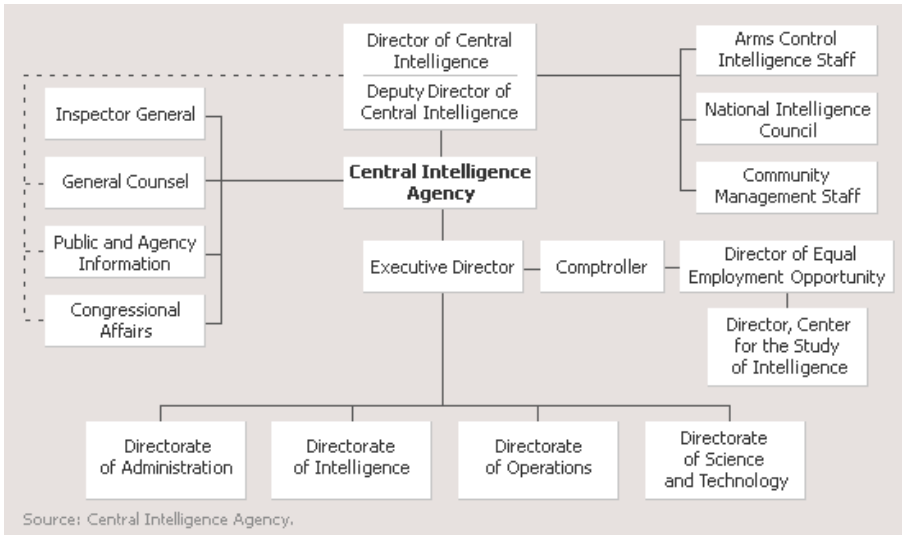 Director of Central
Intelligence
Deputy Director of
Central Intelligence
Arms Control
Intelligence Staff
National Intelligence
Council
Community
Management Staff
Inspector General
General Counsel
Public and Agency
Information
Congressional
Affairs
Central Intelligence
Agency
Executive Director
Comptroller
Director of Equal
Employment Opportunity
Director, Center
for the Study
of Intelligence
Directorate
of Administration
Directorate
of Intelligence
Directorate
of Operations
Directorate
of Science
and Technology
Source: Central Intelligence Agency.